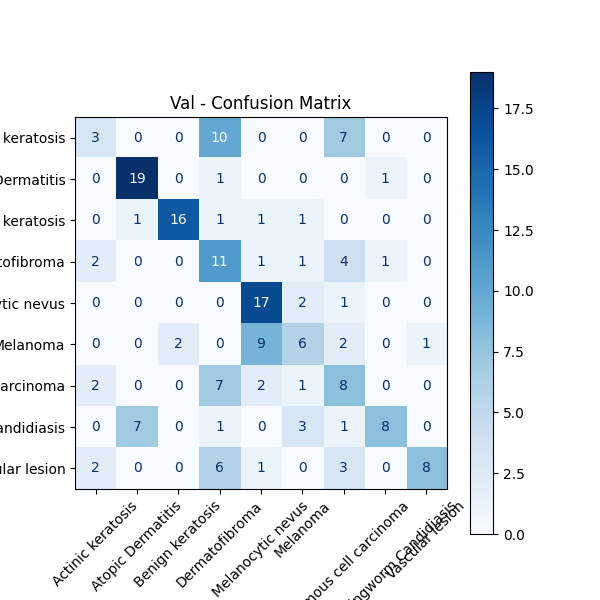 Val - Confusion Matrix
keratosis 3 0 0 10 0 0 7 0 0
Dermatitis 0 19 0 1 0 0 0 1 0
keratosis 0 1 16 1 1 1 0 0 0
tofibroma 2 0 0 11 1 1 4 1 0
ytic nevus 0 0 0 0 17 2 1 0 0
Melanoma 0 0 2 0 9 6 2 0 1
arcinoma 2 0 0 7 2 1 8 0 0
andidiasis 0 7 0 1 0 3 1 8 0
ular lesion 2 0 0 6 1 0 3 0 8
Actinic keratosis
Atopic Dermatitis
Benign keratosis
Dermatofibroma
Melanocytic nevus
Melanoma
mous cell carcinoma
ngworm Candidiasis
Vascular lesion
17.5
15.0
12.5
10.0
7.5
5.0
2.5
0.0